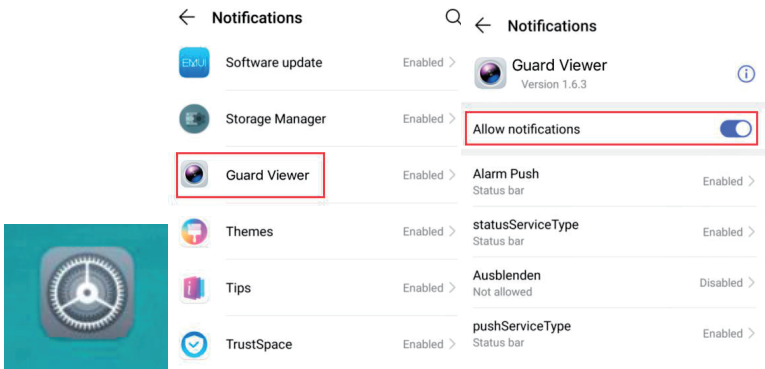 Notifications
EMUI
Software update
Enabled
Storage Manager
Enabled
Guard Viewer
Enabled
Themes
Enabled
Tips
Enabled
TrustSpace
Enabled
Notifications
Guard Viewer
Version 1.6.3
Allow notifications
Alarm Push
Status bar
Enabled
statusServiceType
Status bar
Enabled
Ausblenden
Not allowed
Disabled
pushServiceType
Status bar
Enabled